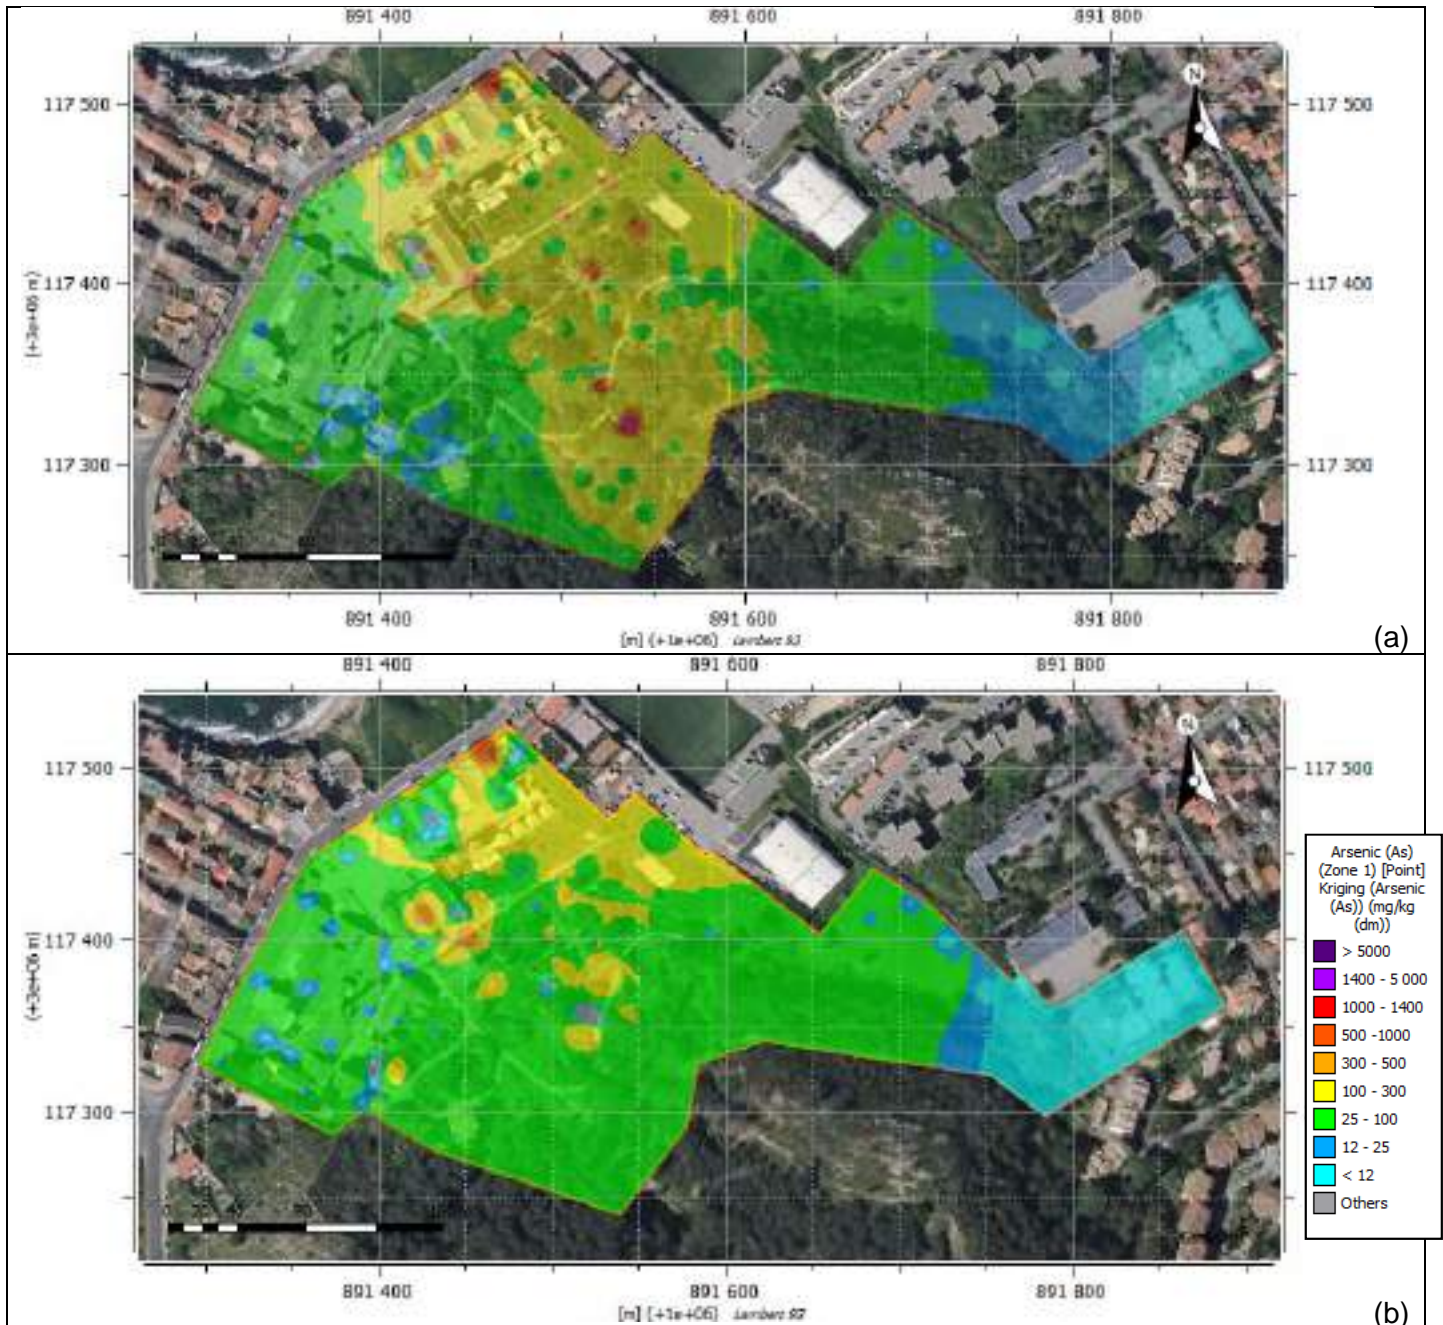 891 400 891 600 891 800
N
117 500 117 500
117 400 117 400
117 300 117 300
891 400 891 600 891 800
[m] (+1e+06) Lambert 93
(a)
891 400 891 600 891 800
N
117 500 117 500
117 400
117 300
891 400 891 600 891 800
[m] (+1e+06) Lambert 93
(b)
Arsenic (As)
(Zone 1) [Point]
Kriging (Arsenic
(As)) (mg/kg
(dm))
> 5000
1400 - 5 000
1000 - 1400
500 -1000
300 - 500
100 - 300
25 - 100
12 - 25
< 12
Others